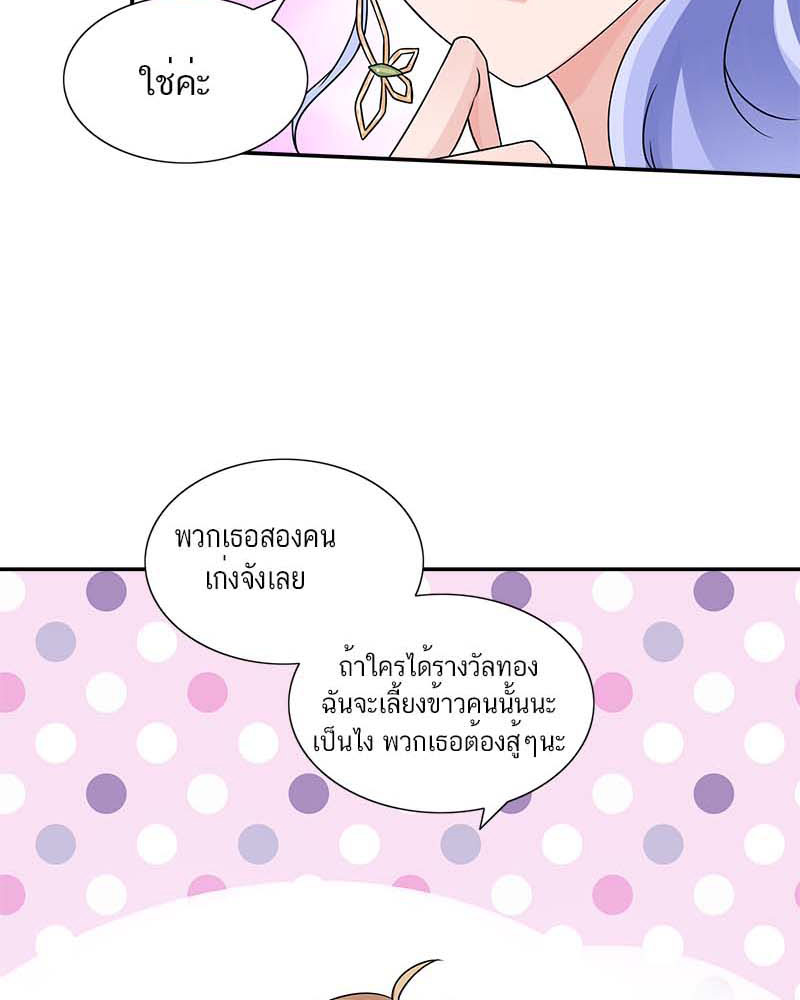 ใช่ค่ะ
พวกเธอสองคน
เก่งจังเลย
ถ้าใครได้รางวัลทอง
ฉันจะเลี้ยงข้าวคนนั้นนะ
เป็นไง พวกเธอต้องสู้ๆนะ